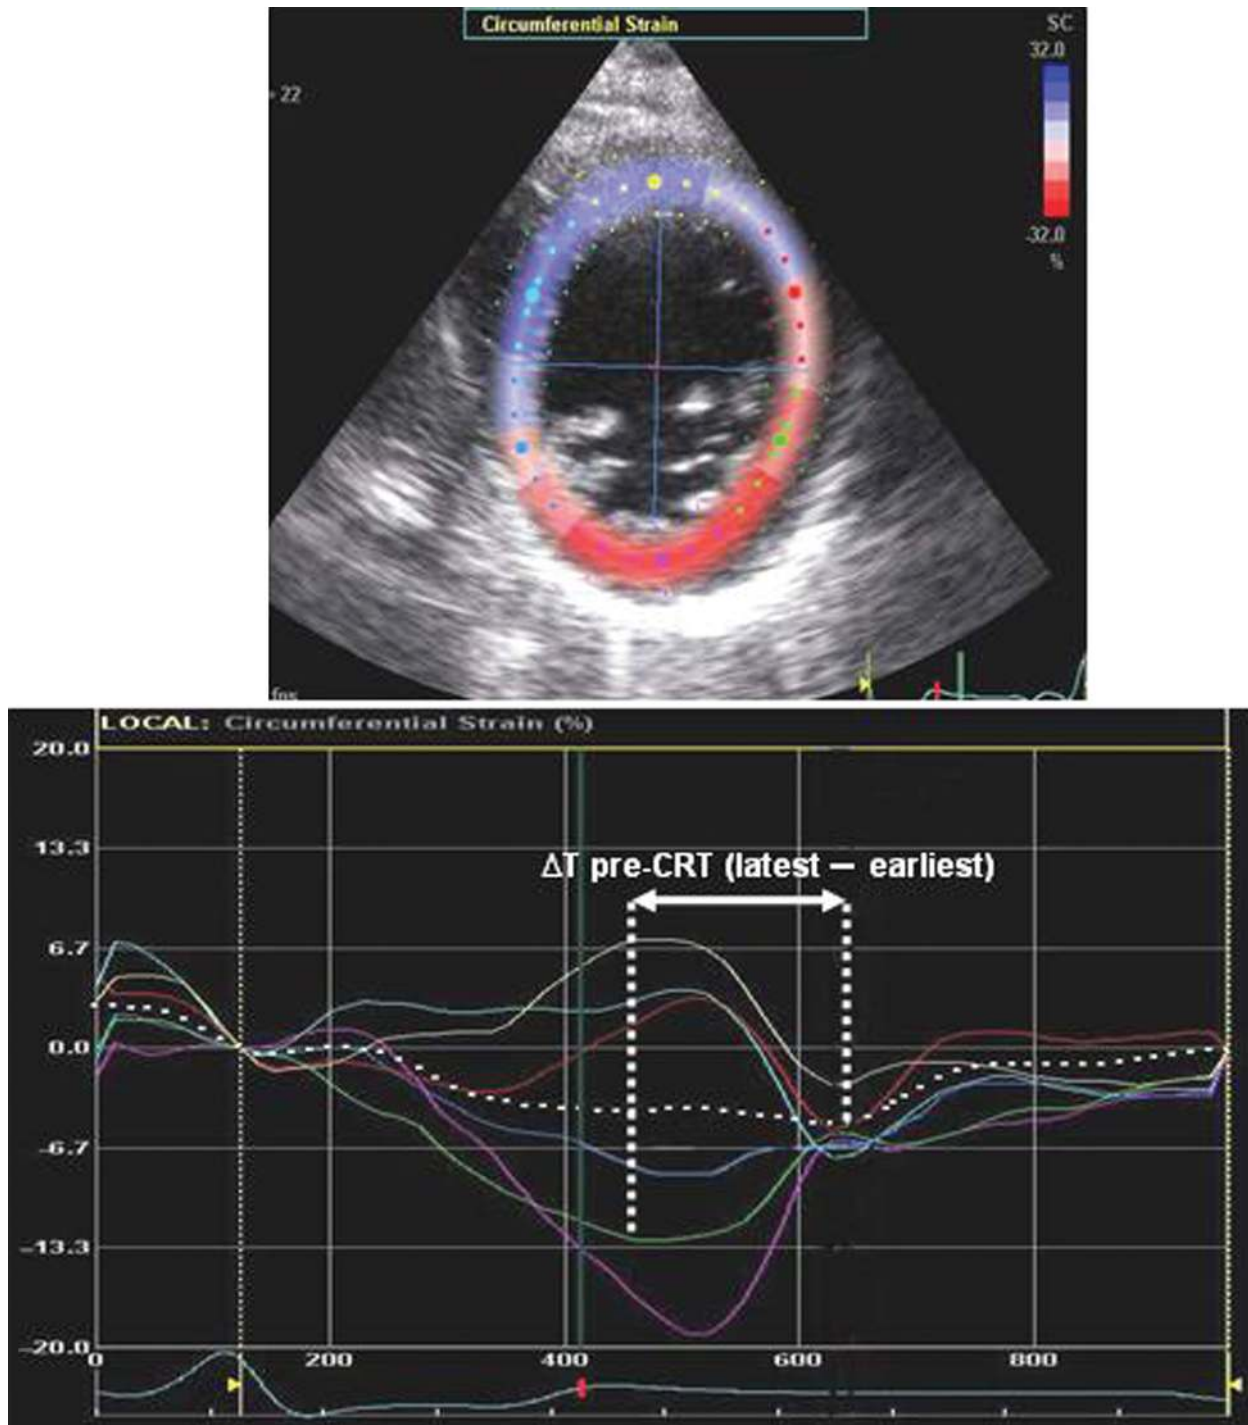 Circumferential Strain
SC
32.0
22
-32.0
%
fps
LOCAL: Circumferential Strain (%)
20.0
13.3
ΔT pre-CRT (latest — earliest)
6.7
0.0
-6.7
-13.3
-20.0
0 200 400 600 800